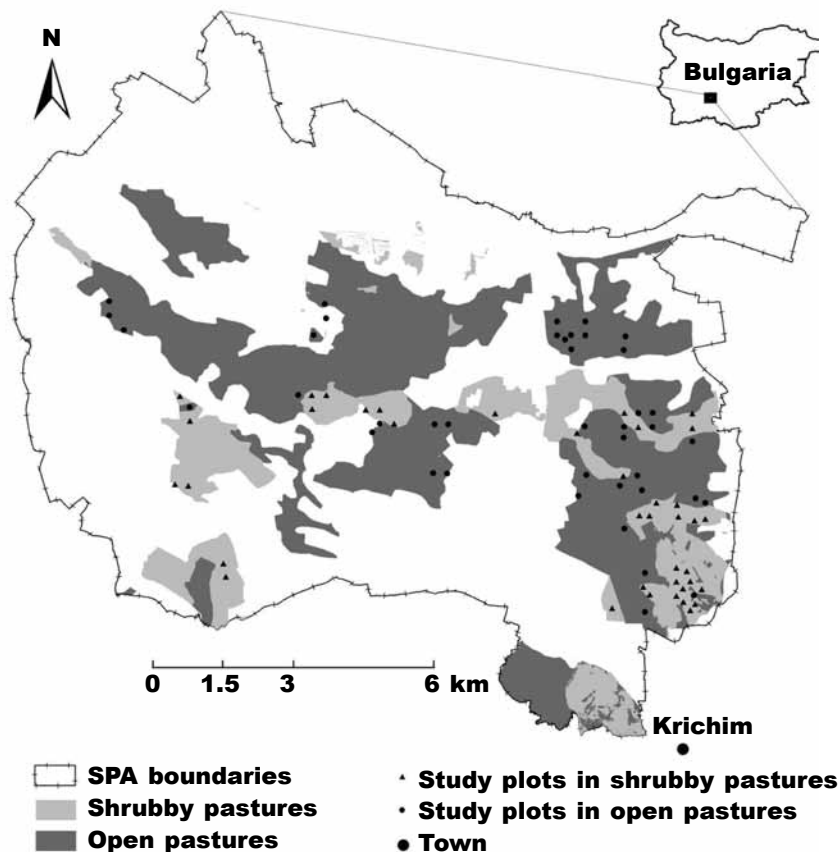 N
Bulgaria
0 1.5 3 6 km
Krichim
SPA boundaries
Shrubby pastures
Open pastures
Study plots in shrubby pastures
Study plots in open pastures
Town